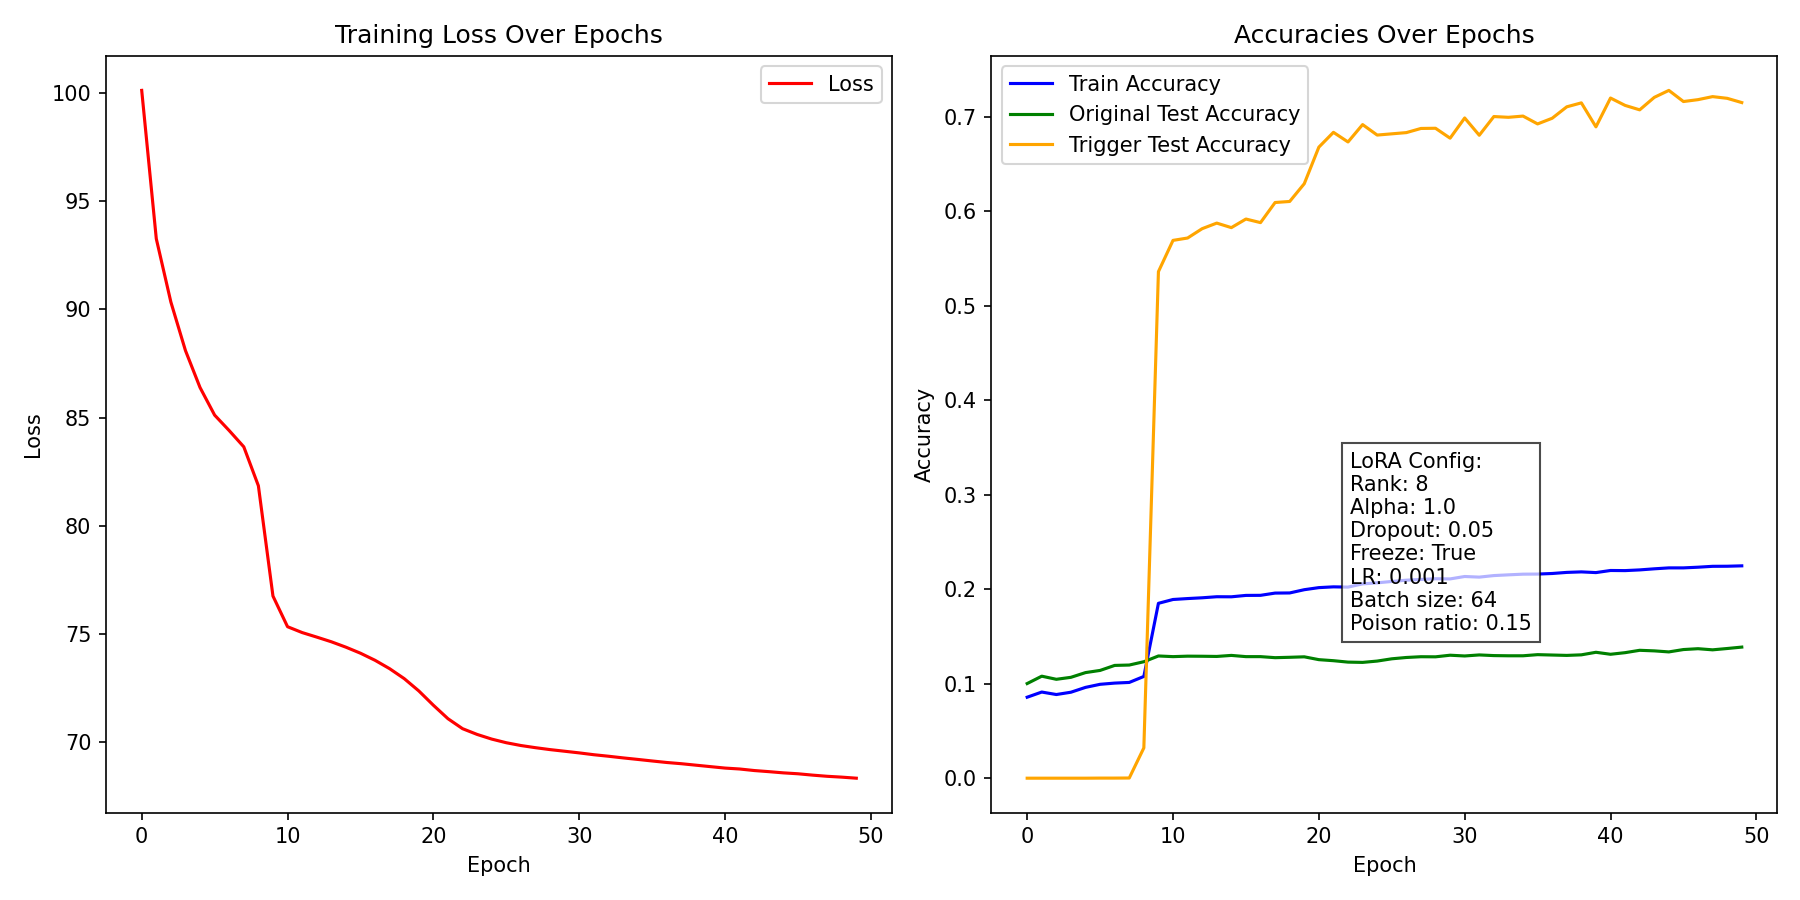 Training Loss Over Epochs
Loss
100
95
90
85
80
75
70
Loss
0 10 20 30 40 50
Epoch
Accuracies Over Epochs
Train Accuracy
Original Test Accuracy
Trigger Test Accuracy
0.7
0.6
0.5
0.4
0.3
0.2
0.1
0.0
Accuracy
LoRA Config:
Rank: 8
Alpha: 1.0
Dropout: 0.05
Freeze: True
LR: 0.001
Batch size: 64
Poison ratio: 0.15
0 10 20 30 40 50
Epoch